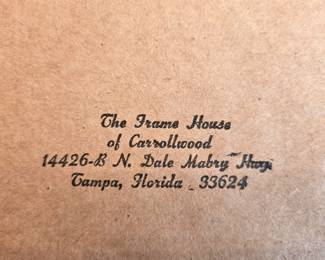 The Frame House
of Carrollwood
14426-B N. Dale Mabry Hwy
Tampa, Florida 33624